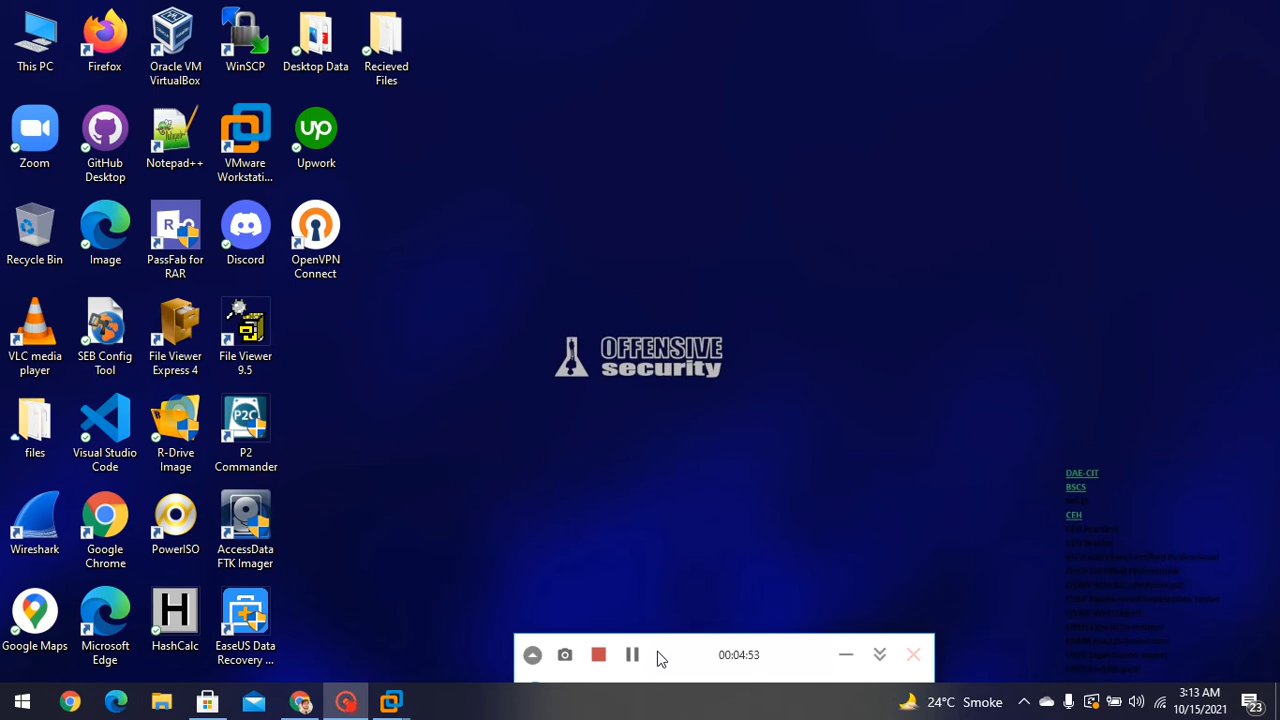 This PC
Firefox
Oracle VM
VirtualBox
WinSCP
Desktop Data
Recieved
Files
Zoom
GitHub
Desktop
Notepad++
VMware
Workstati...
up
Upwork
Recycle Bin
Image
PassFab for
RAR
Discord
OpenVPN
Connect
OFFENSIVE
security
VLC media
player
SEB Config
Tool
File Viewer
Express 4
File Viewer
9.5
files
Visual Studio
Code
R-Drive
Image
P2C
P2
Commander
DAE-CIT
BSCS
CEH
Wireshark
Google
Chrome
PowerISO
AccessData
FTK Imager
Google Maps
Microsoft
Edge
H
HashCalc
EaseUS Data
Recovery ...
00:04:53
24°C Smoke
3:13 AM
10/15/2021
23